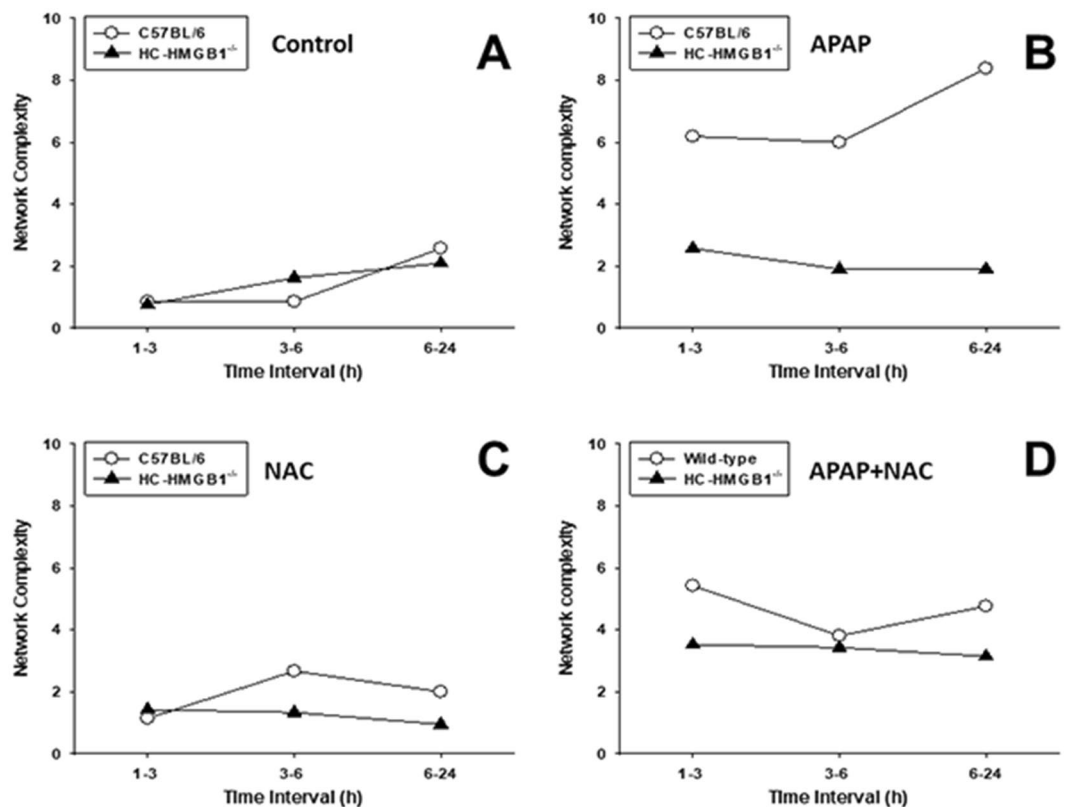 10
8
6
4
2
0
Network Complexity
C57BL/6
HC-HMGB1-/-
Control
A
1-3
3-6
6-24
Time Interval (h)
10
8
6
4
2
0
Network complexity
C57BL/6
HC-HMGB1-/-
APAP
B
1-3
3-6
6-24
Time Interval (h)
10
8
6
4
2
0
Network Complexity
C57BL/6
HC-HMGB1-/-
NAC
C
1-3
3-6
6-24
Time Interval (h)
10
8
6
4
2
0
Network complexity
Wild-type
HC-HMGB1-/-
APAP+NAC
D
1-3
3-6
6-24
Time Interval (h)